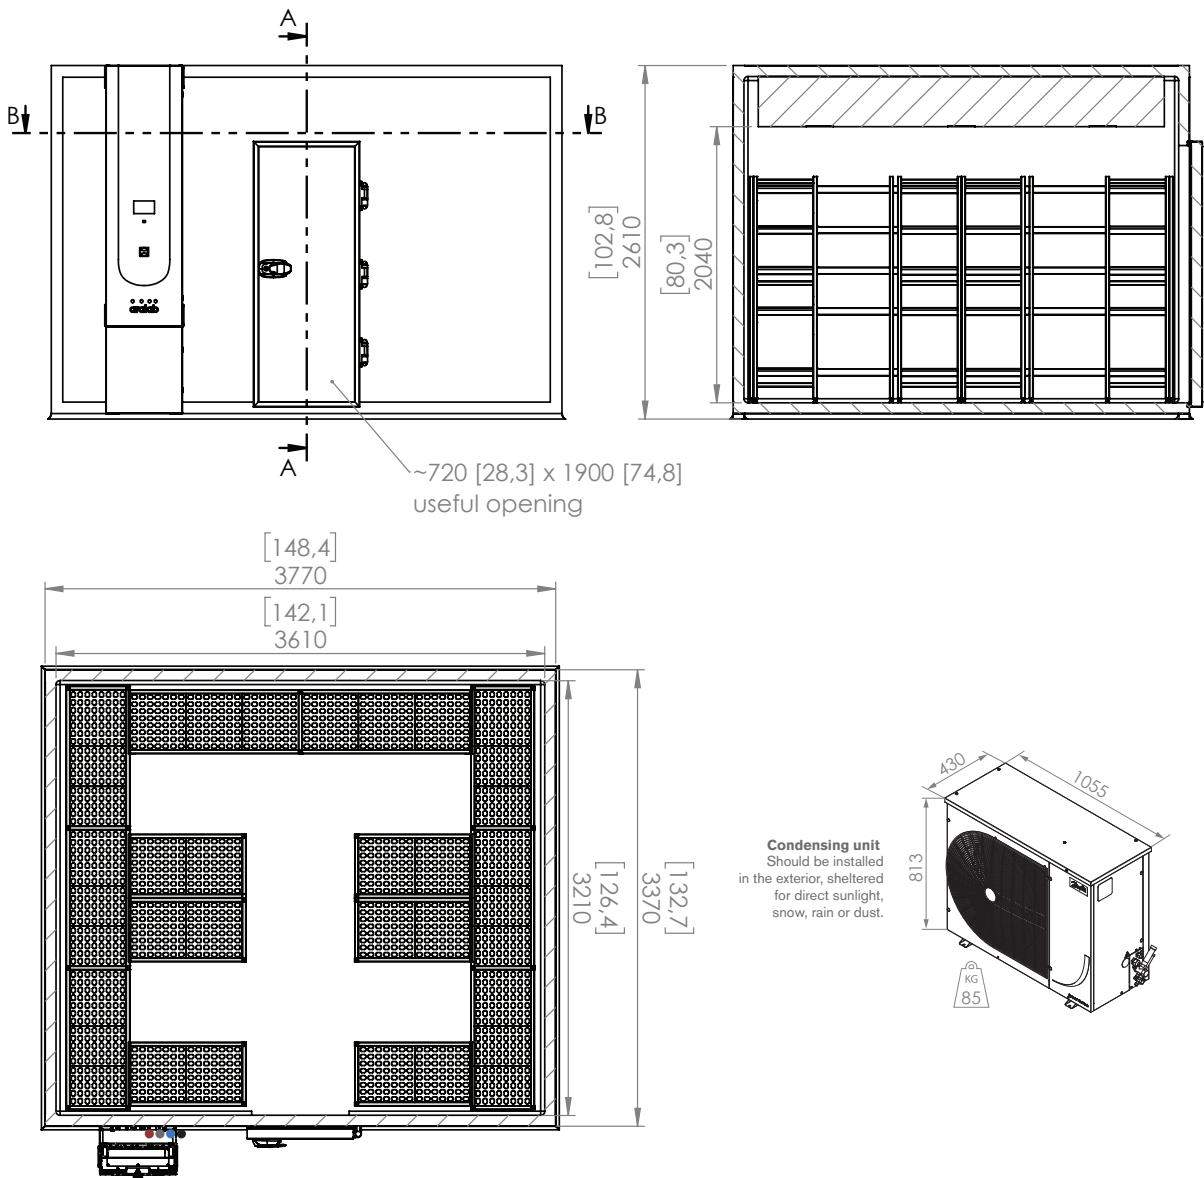 A
B
B
aralab
A
~720 [28,3] x 1900 [74,8]
useful opening
[102,8]
2610
[80,3]
2040
[148,4]
3770
[142,1]
3610
3210
[126,4]
3370
[132,7]
430
1055
813
Condensing unit
Should be installed
in the exterior, sheltered
for direct sunlight,
snow, rain or dust.
KG
85